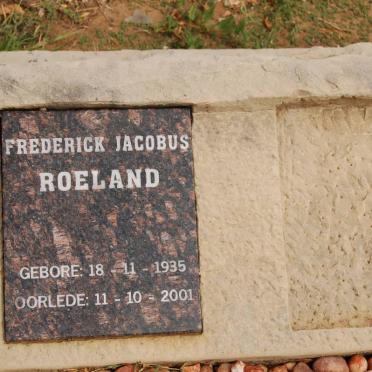 FREDERICK JACOBUS
ROELAND
GEBORE: 18 - 11 - 1935
OORLEDE: 11 - 10 - 2001